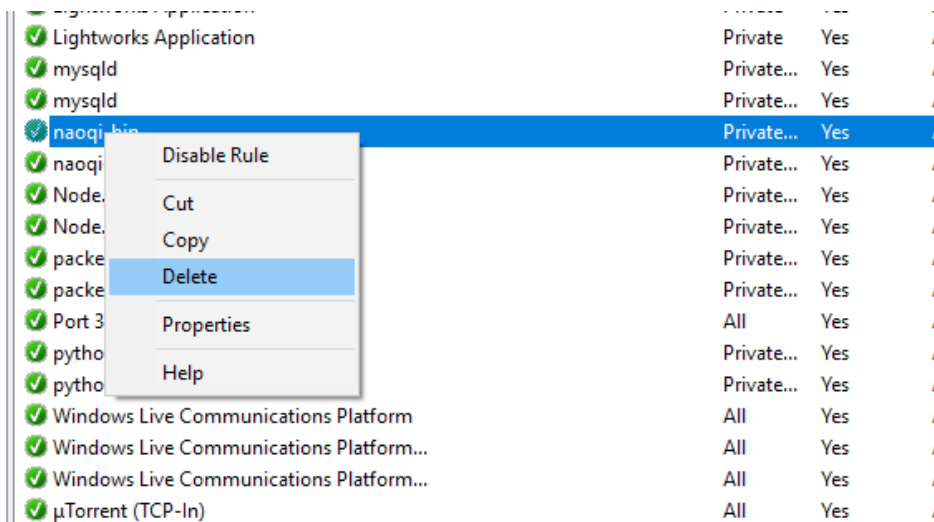 Lightworks Application Private Yes
mysqld Private... Yes
mysqld Private... Yes
naoqi-bin Private... Yes
naoqi Private... Yes
Node. Private... Yes
Node. Private... Yes
packe Private... Yes
packe Private... Yes
Port 3 All Yes
pytho Private... Yes
pytho Private... Yes
Windows Live Communications Platform All Yes
Windows Live Communications Platform... All Yes
Windows Live Communications Platform... All Yes
µTorrent (TCP-In) All Yes
Disable Rule
Cut
Copy
Delete
Properties
Help